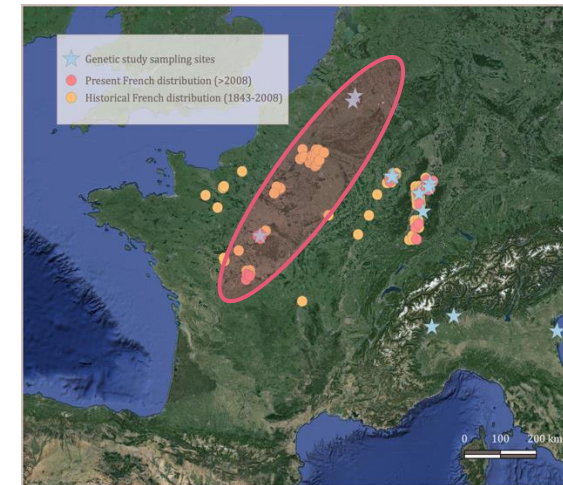 Genetic study sampling sites
Present French distribution (>2008)
Historical French distribution (1843-2008)
0 100 200 km